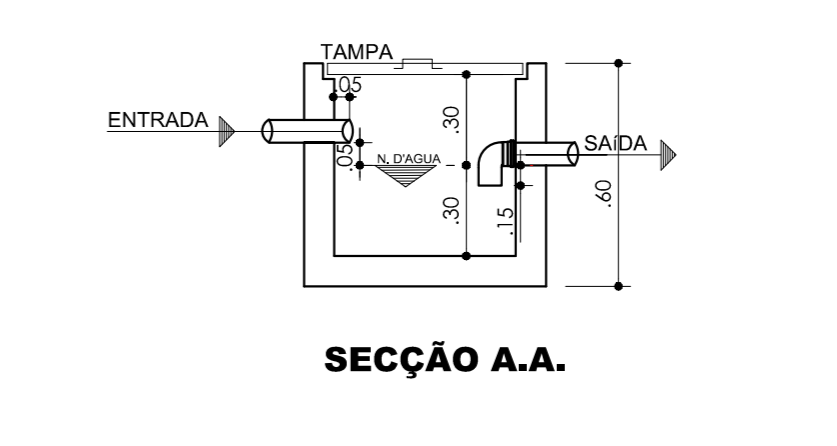 TAMPA
.05
ENTRADA
.30
SAíDA
.05
N. D'AGUA
.60
.30
.15
SECÇÃO A.A.